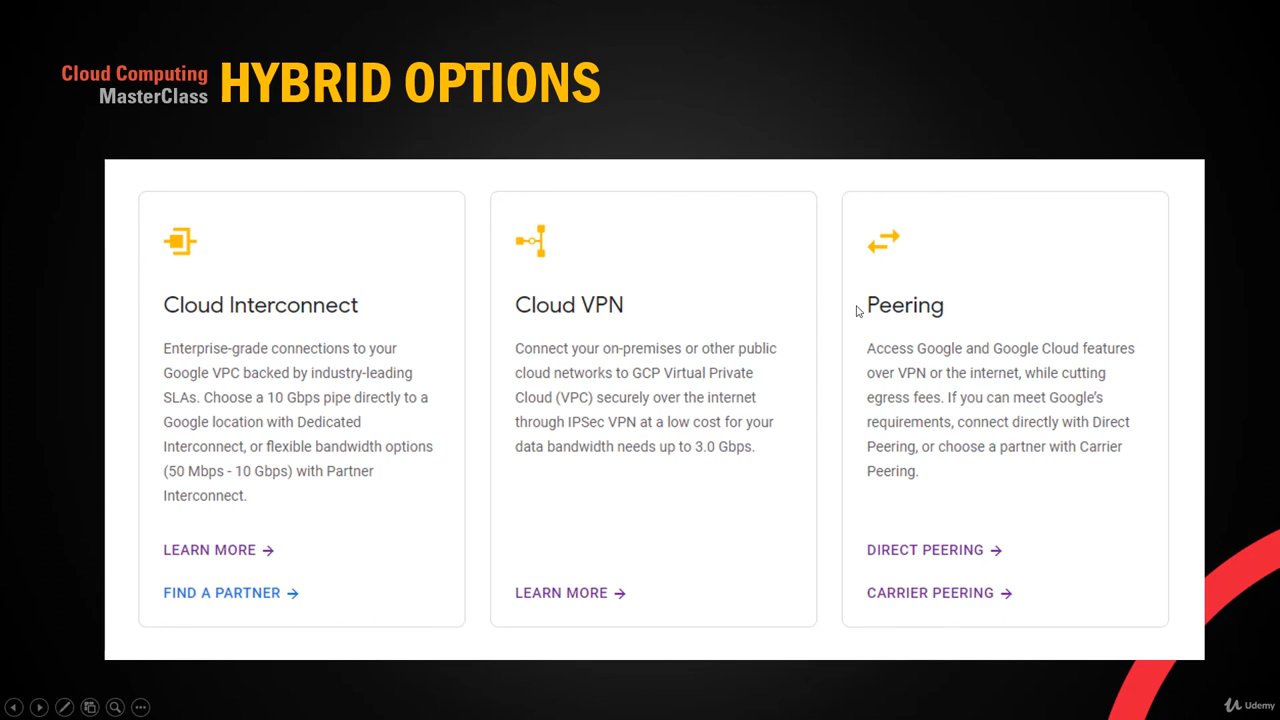 Cloud Computing
MasterClass
HYBRID OPTIONS
Cloud Interconnect
Enterprise-grade connections to your
Google VPC backed by industry-leading
SLAs. Choose a 10 Gbps pipe directly to a
Google location with Dedicated
Interconnect, or flexible bandwidth options
(50 Mbps - 10 Gbps) with Partner
Interconnect.
LEARN MORE →
FIND A PARTNER →
Cloud VPN
Connect your on-premises or other public
cloud networks to GCP Virtual Private
Cloud (VPC) securely over the internet
through IPSec VPN at a low cost for your
data bandwidth needs up to 3.0 Gbps.
LEARN MORE →
Peering
Access Google and Google Cloud features
over VPN or the internet, while cutting
egress fees. If you can meet Google's
requirements, connect directly with Direct
Peering, or choose a partner with Carrier
Peering.
DIRECT PEERING →
CARRIER PEERING →
Udemy